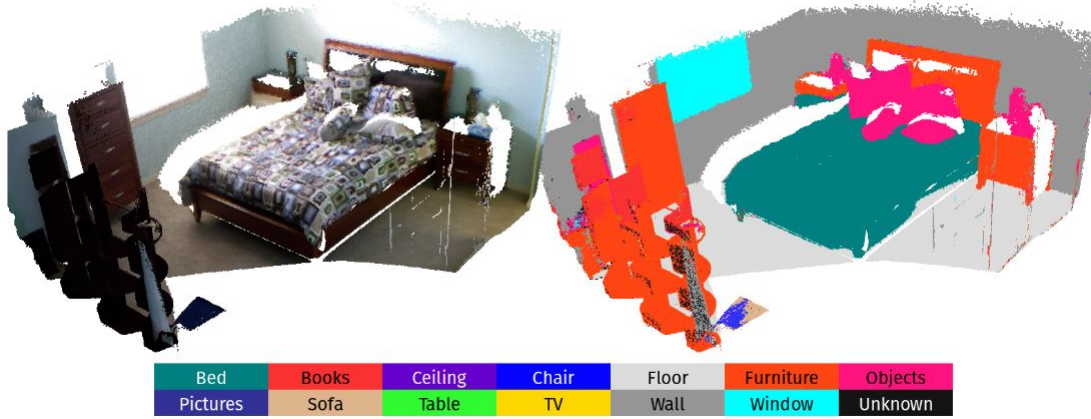 Bed Books Ceiling Chair Floor Furniture Objects
Pictures Sofa Table TV Wall Window Unknown